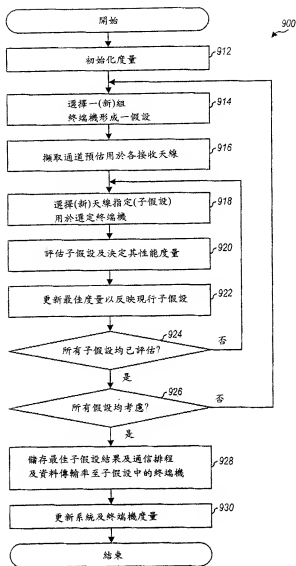 開始
900
初始化度量
912
選擇一(新)組
終端機形成一假設
914
擷取通道預估用於各接收天線
916
選擇(新)天線指定(子假設)
用於選定終端機
918
評估子假設及決定其性能度量
920
更新最佳度量以反映現行子假設
922
924
所有子假設均已評估?
否
是
926
所有假設均考慮?
否
是
儲存最佳子假設結果及通信排程
及資料傳輸率至子假設中的終端機
928
更新系統及終端機度量
930
結束